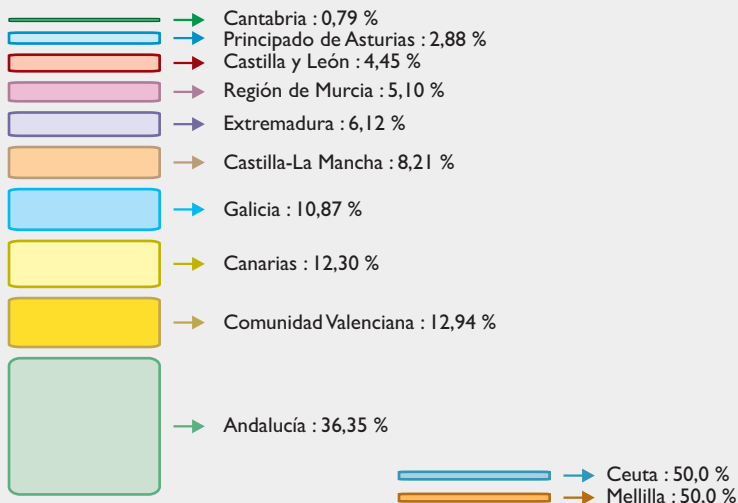 Cantabria : 0,79 %
Principado de Asturias : 2,88 %
Castilla y León : 4,45 %
Región de Murcia : 5,10 %
Extremadura : 6,12 %
Castilla-La Mancha : 8,21 %
Galicia : 10,87 %
Canarias : 12,30 %
Comunidad Valenciana : 12,94 %
Andalucía : 36,35 %
Ceuta : 50,0 %
Mellilla : 50,0 %